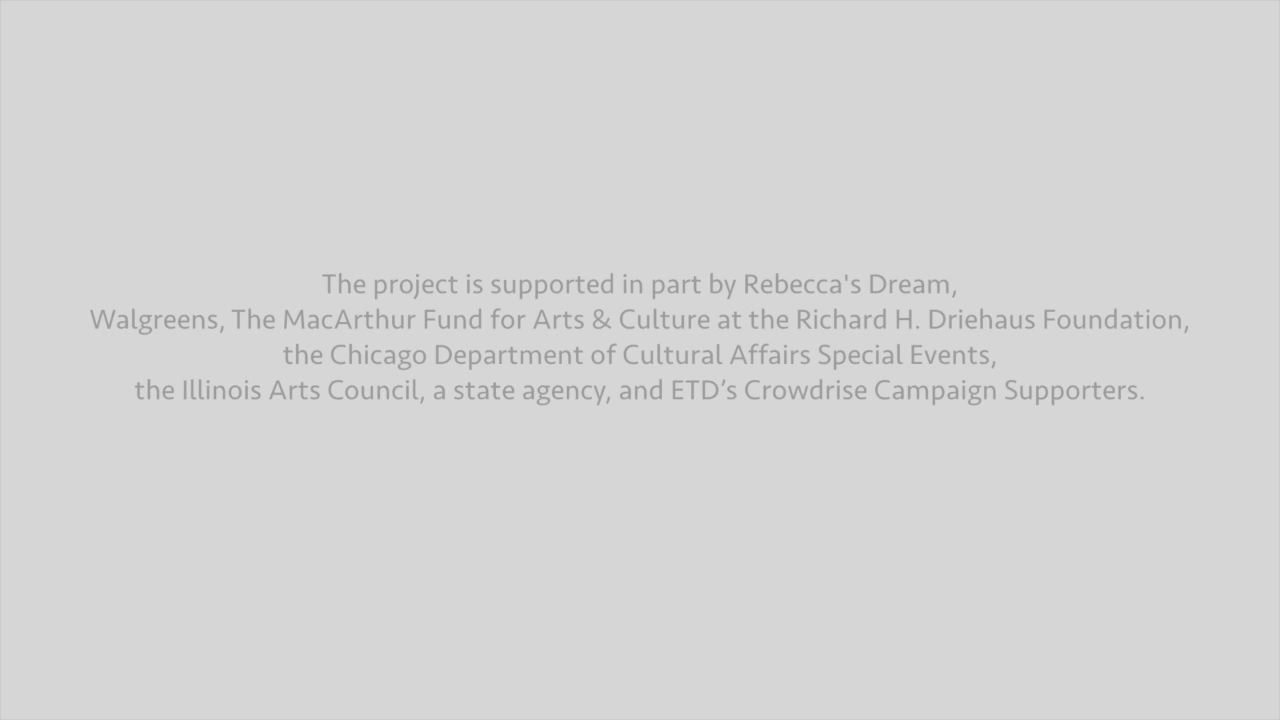 The project is supported in part by Rebecca's Dream,
Walgreens, The MacArthur Fund for Arts & Culture at the Richard H. Driehaus Foundation,
the Chicago Department of Cultural Affairs Special Events,
the Illinois Arts Council, a state agency, and ETD’s Crowdrise Campaign Supporters.